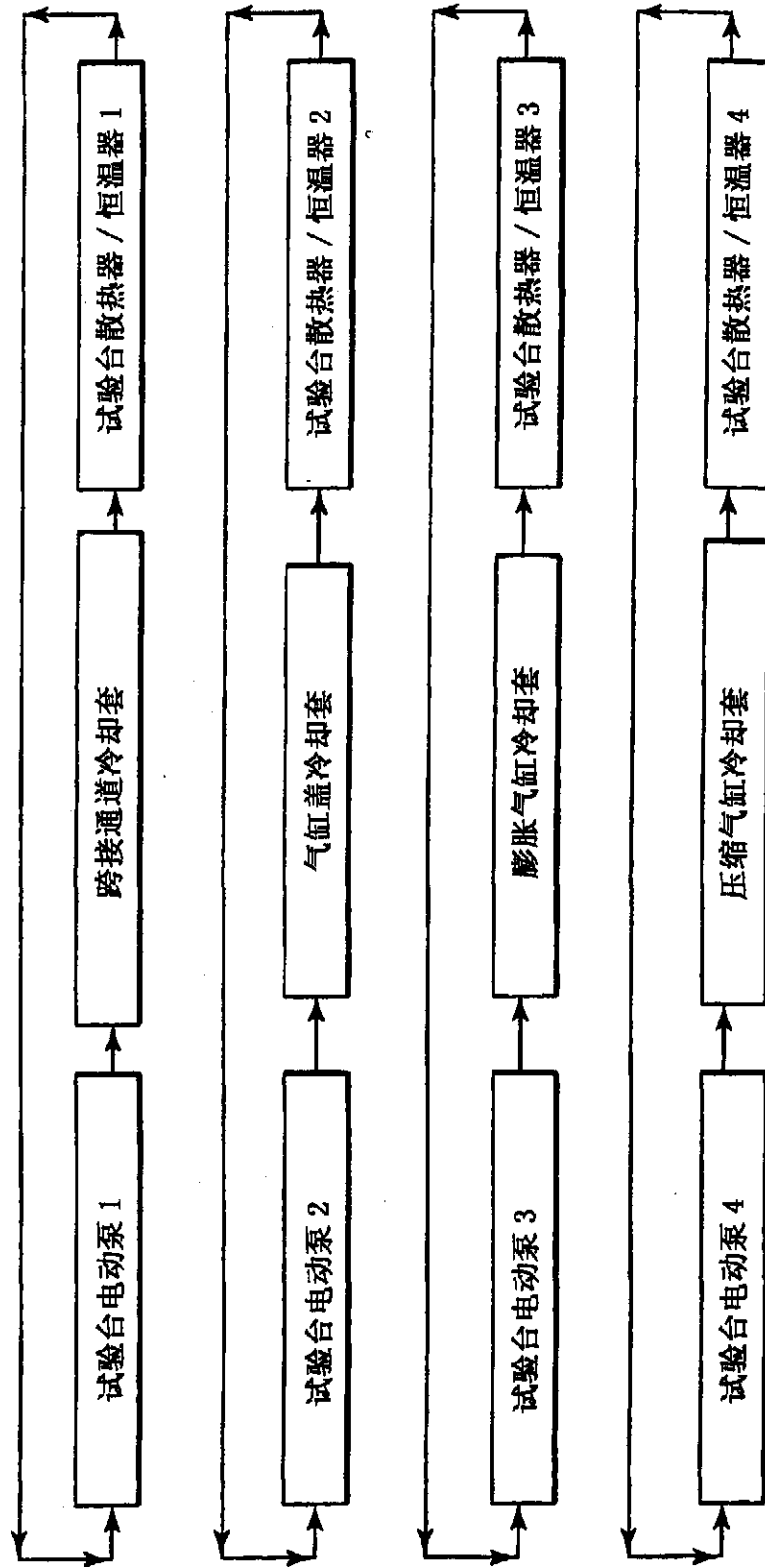 试验台电动泵1
跨接通道冷却套
试验台散热器/恒温器1
试验台电动泵2
气缸盖冷却套
试验台散热器/恒温器2
试验台电动泵3
膨胀气缸冷却套
试验台散热器/恒温器3
试验台电动泵4
压缩气缸冷却套
试验台散热器/恒温器4